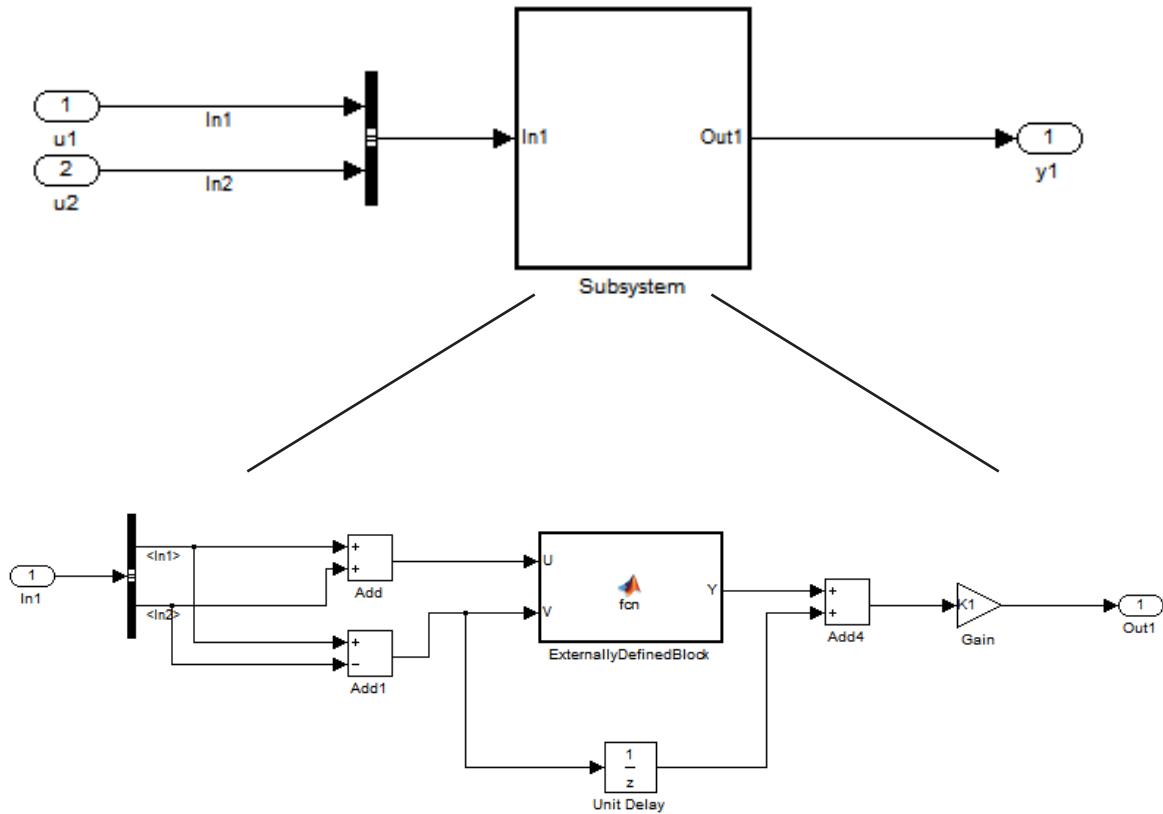 1
In1
u1
2
In2
u2
In1
Out1
1
y1
Subsystem
1
In1
<In1>
<In2>
+
+
Add
+
−
Add1
U
V
fcn
Y
ExternallyDefinedBlock
1
z
Unit Delay
+
+
Add4
K1
Gain
1
Out1